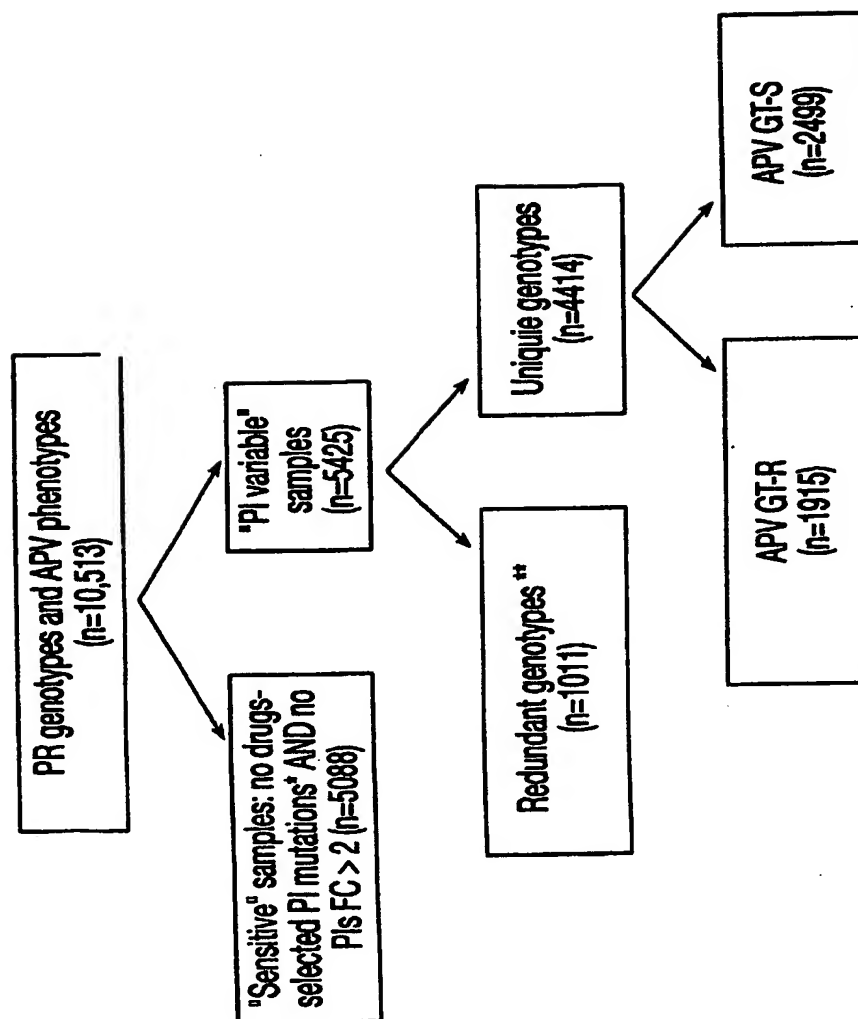 PR genotypes and APV phenotypes
(n=10,513)
"Sensitive" samples: no drugs-
selected PI mutations* AND no
PIs FC > 2 (n=5088)
"PI variable"
samples
(n=5425)
Redundant genotypes**
(n=1011)
Uniquie genotypes
(n=4414)
APV GT-R
(n=1915)
APV GT-S
(n=2499)